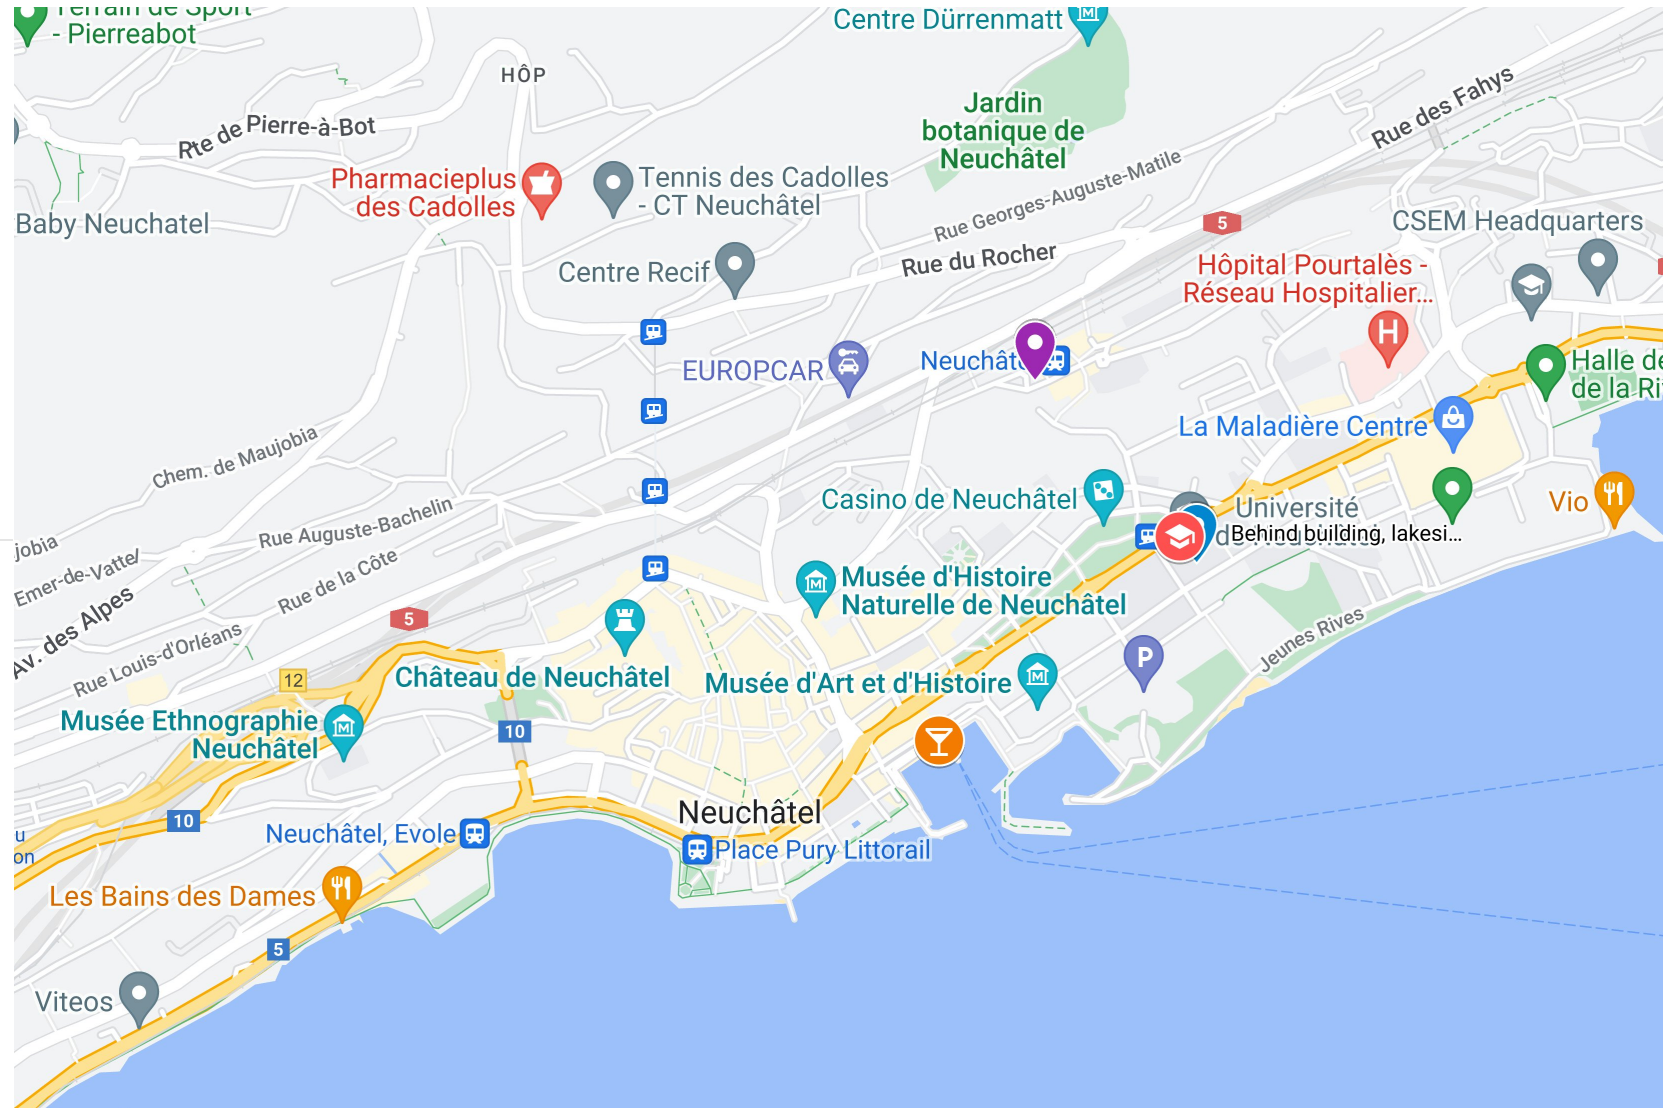 Terrain de Sport
- Pierreabot
Centre Dürrenmatt
HÔP
Rte de Pierre-à-Bot
Jardin
botanique de
Neuchâtel
Rue des Fahys
Pharmacieplus
des Cadolles
Tennis des Cadolles
- CT Neuchâtel
Rue Georges-Auguste-Matile
Baby Neuchatel
5
CSEM Headquarters
Centre Recif
Rue du Rocher
Hôpital Pourtalès -
Réseau Hospitalier...
H
EUROPCAR
Neuchât
Halle de
de la Ri
La Maladière Centre
Chem. de Maujobia
Casino de Neuchâtel
Université
Behind building, lakesi...
Vio
Rue Auguste-Bachelin
jobia
Emer-de-Vattel
Rue de la Côte
Av. des Alpes
Rue Louis-d'Orléans
5
M
Musée d'Histoire
Naturelle de Neuchâtel
Jeunes Rives
P
12
Château de Neuchâtel
Musée d'Art et d'Histoire
M
Musée Ethnographie
Neuchâtel
M
10
10
Neuchâtel
Neuchâtel, Evole
Place Pury Littorail
u
on
Les Bains des Dames
5
Viteos